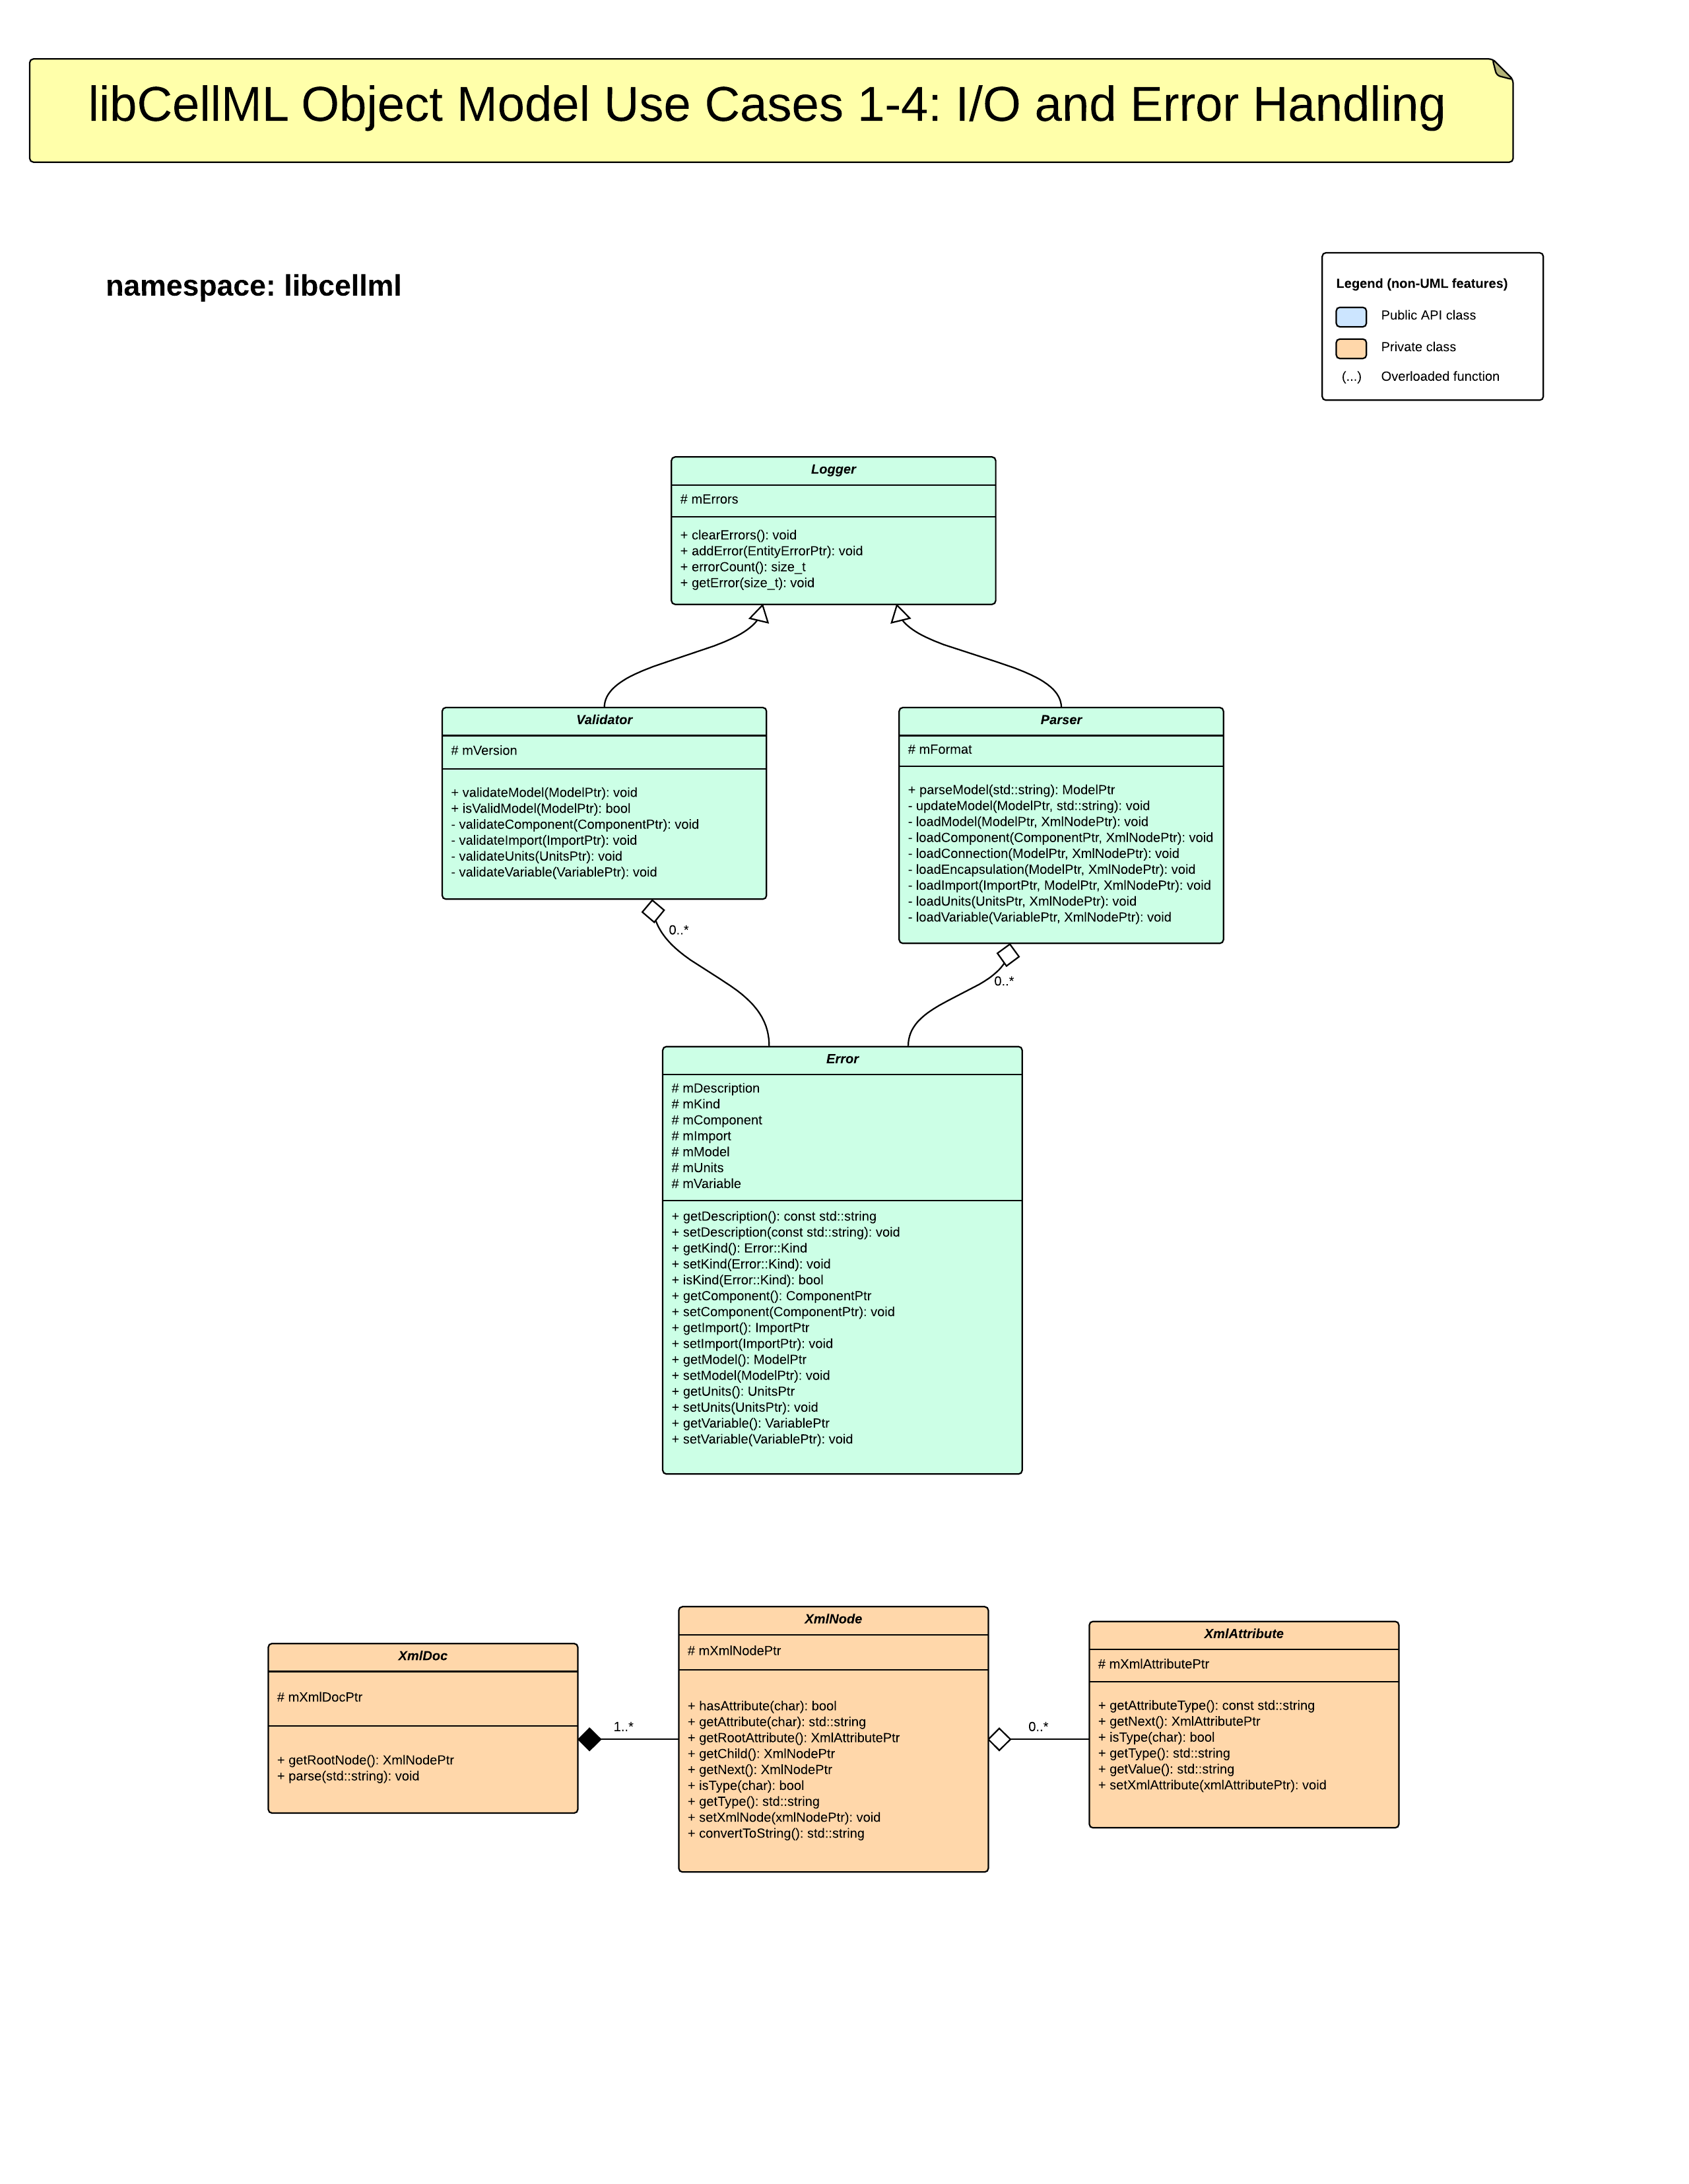 libCellML Object Model Use Cases 1-4: I/O and Error Handling
namespace: libcellml
Legend (non-UML features)
Public API class
Private class
(...) Overloaded function
Logger
# mErrors
+ clearErrors(): void
+ addError(EntityErrorPtr): void
+ errorCount(): size_t
+ getError(size_t): void
Validator
# mVersion
+ validateModel(ModelPtr): void
+ isValidModel(ModelPtr): bool
- validateComponent(ComponentPtr): void
- validateImport(ImportPtr): void
- validateUnits(UnitsPtr): void
- validateVariable(VariablePtr): void
0..*
Parser
# mFormat
+ parseModel(std::string): ModelPtr
- updateModel(ModelPtr, std::string): void
- loadModel(ModelPtr, XmlNodePtr): void
- loadComponent(ComponentPtr, XmlNodePtr): void
- loadConnection(ModelPtr, XmlNodePtr): void
- loadEncapsulation(ModelPtr, XmlNodePtr): void
- loadImport(ImportPtr, ModelPtr, XmlNodePtr): void
- loadUnits(UnitsPtr, XmlNodePtr): void
- loadVariable(VariablePtr, XmlNodePtr): void
0..*
Error
# mDescription
# mKind
# mComponent
# mImport
# mModel
# mUnits
# mVariable
+ getDescription(): const std::string
+ setDescription(const std::string): void
+ getKind(): Error::Kind
+ setKind(Error::Kind): void
+ isKind(Error::Kind): bool
+ getComponent(): ComponentPtr
+ setComponent(ComponentPtr): void
+ getImport(): ImportPtr
+ setImport(ImportPtr): void
+ getModel(): ModelPtr
+ setModel(ModelPtr): void
+ getUnits(): UnitsPtr
+ setUnits(UnitsPtr): void
+ getVariable(): VariablePtr
+ setVariable(VariablePtr): void
XmlDoc
# mXmlDocPtr
+ getRootNode(): XmlNodePtr
+ parse(std::string): void
1..*
XmlNode
# mXmlNodePtr
+ hasAttribute(char): bool
+ getAttribute(char): std::string
+ getRootAttribute(): XmlAttributePtr
+ getChild(): XmlNodePtr
+ getNext(): XmlNodePtr
+ isType(char): bool
+ getType(): std::string
+ setXmlNode(xmlNodePtr): void
+ convertToString(): std::string
0..*
XmlAttribute
# mXmlAttributePtr
+ getAttributeType(): const std::string
+ getNext(): XmlAttributePtr
+ isType(char): bool
+ getType(): std::string
+ getValue(): std::string
+ setXmlAttribute(xmlAttributePtr): void